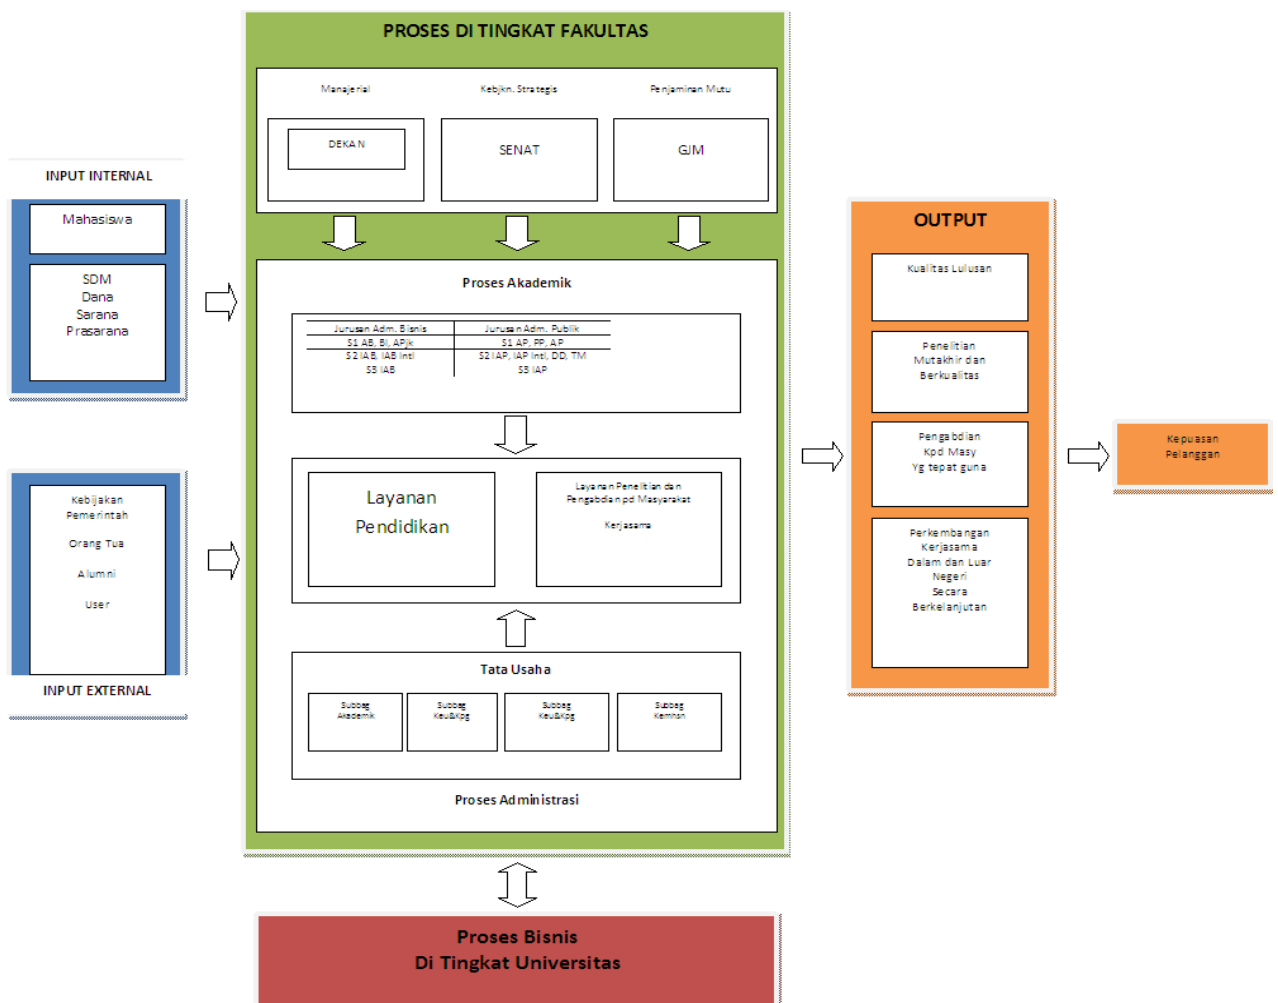 PROSES DI TINGKAT FAKULTAS
Manajerial
Kebjkn. Strategis
Penjaminan Mutu
DEKAN
SENAT
GJM
INPUT INTERNAL
Mahasiswa
SDM
Dana
Sarana
Prasarana
Kebijakan
Pemerintah
Orang Tua
Alumni
User
INPUT EXTERNAL
Proses Akademik
Jurusan Adm. Bisnis
Jurusan Adm. Publik
S1 AB, BI, APjk
S1 AP, PP, AP
S2 IAB, IAB Intl
S2 IAP, IAP Intl, DD, TM
S3 IAB
S3 IAP
Layanan
Pendidikan
Layanan Penelitian dan
Pengabdian pd Masyarakat
Kerjasama
Tata Usaha
Subbag
Akademik
Subbag
Keu&Kpg
Subbag
Keu&Kpg
Subbag
Kemhsn
Proses Administrasi
OUTPUT
Kualitas Lulusan
Penelitian
Mutakhir dan
Berkualitas
Pengabdian
Kpd Masy
Yg tepat guna
Perkembangan
Kerjasama
Dalam dan Luar
Negeri
Secara
Berkelanjutan
Kepuasan
Pelanggan
Proses Bisnis
Di Tingkat Universitas